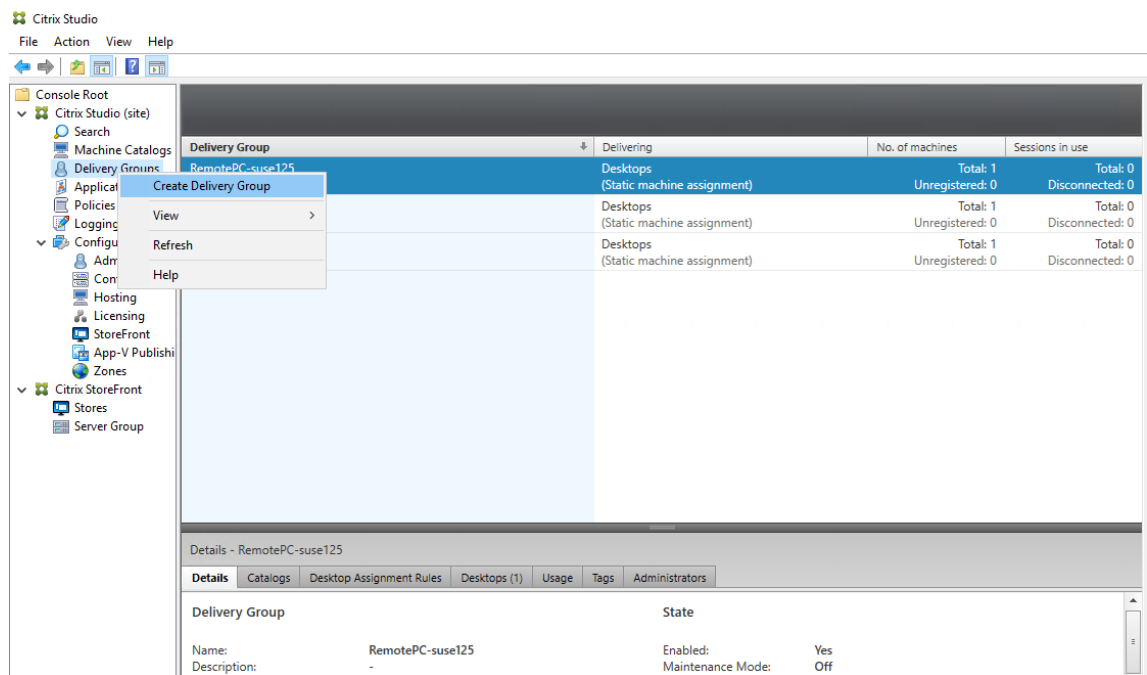 Citrix Studio
File Action View Help
Console Root
Citrix Studio (site)
Search
Machine Catalogs
Delivery Groups
Applicat
Policies
Logging
Configu
Adm
Con
Hosting
Licensing
StoreFront
App-V Publishi
Zones
Citrix StoreFront
Stores
Server Group
Create Delivery Group
View
Refresh
Help
Delivery Group Delivering No. of machines Sessions in use
RemotePC-suse125 Desktops Total: 1 Total: 0
(Static machine assignment) Unregistered: 0 Disconnected: 0
Desktops Total: 1 Total: 0
(Static machine assignment) Unregistered: 0 Disconnected: 0
Desktops Total: 1 Total: 0
(Static machine assignment) Unregistered: 0 Disconnected: 0
Details - RemotePC-suse125
Details Catalogs Desktop Assignment Rules Desktops (1) Usage Tags Administrators
Delivery Group State
Name: RemotePC-suse125 Enabled: Yes
Description: - Maintenance Mode: Off